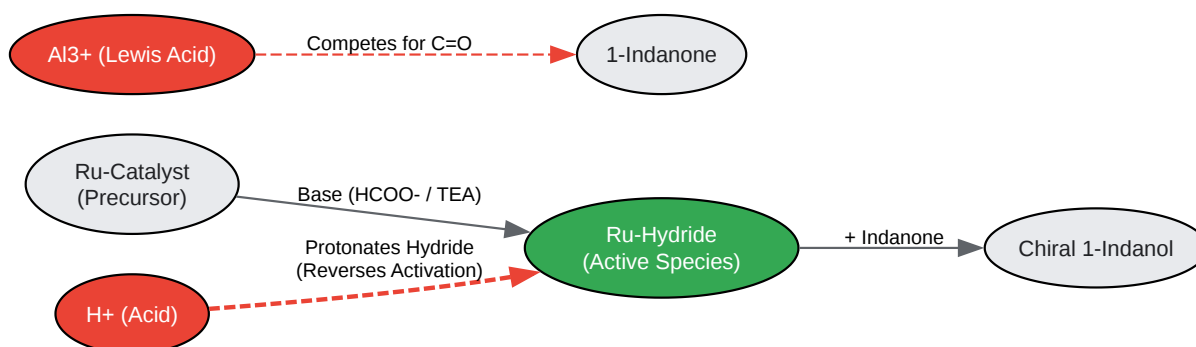 Al3+ (Lewis Acid)
Competes for C=O
1-Indanone
Ru-Catalyst
(Precursor)
Base (HCOO- / TEA)
Protonates Hydride
(Reverses Activation)
Ru-Hydride
(Active Species)
+ Indanone
Chiral 1-Indanol
H+ (Acid)